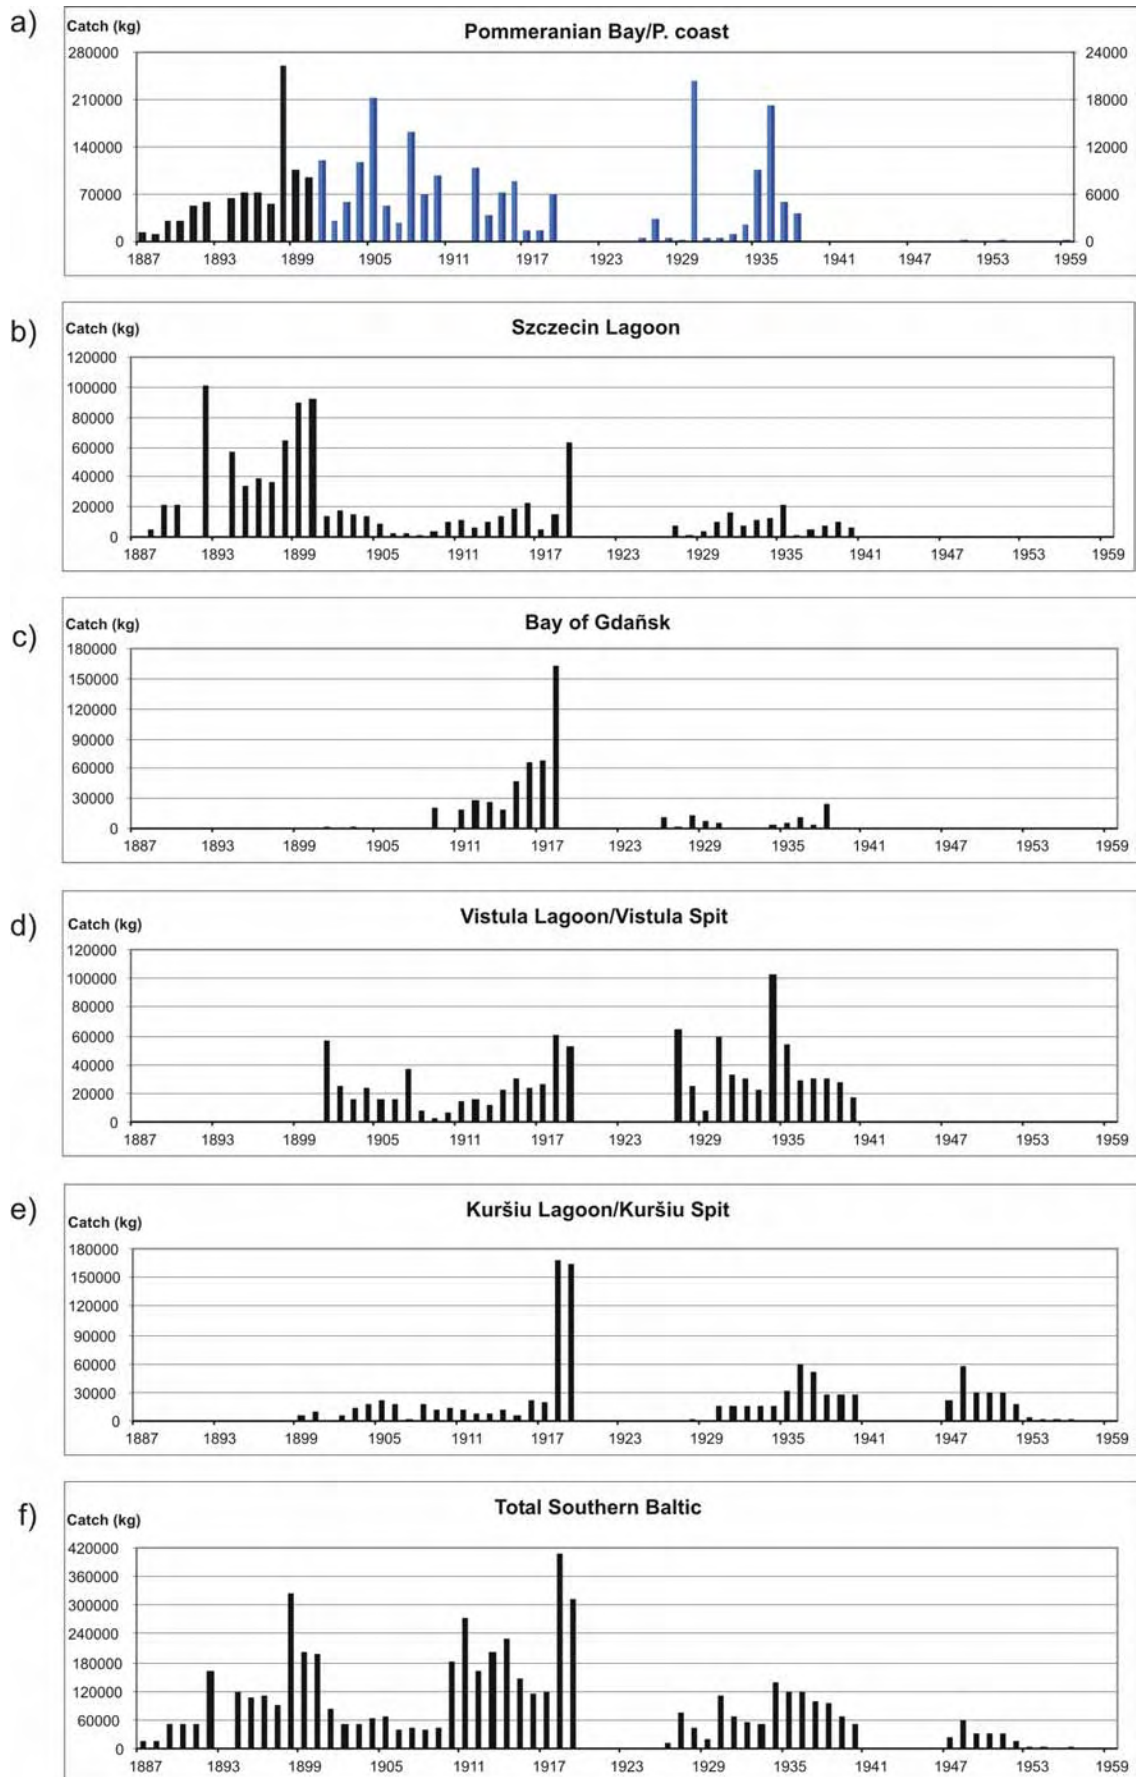 a)
Catch (kg)
Pommeranian Bay/P. coast
280000 24000
210000 18000
140000 12000
70000 6000
0 0
1887 1893 1899 1905 1911 1917 1923 1929 1935 1941 1947 1953 1959
b)
Catch (kg)
Szczecin Lagoon
120000
100000
80000
60000
40000
20000
0
1887 1893 1899 1905 1911 1917 1923 1929 1935 1941 1947 1953 1959
c)
Catch (kg)
Bay of Gdañsk
180000
150000
120000
90000
60000
30000
0
1887 1893 1899 1905 1911 1917 1923 1929 1935 1941 1947 1953 1959
d)
Catch (kg)
Vistula Lagoon/Vistula Spit
120000
100000
80000
60000
40000
20000
0
1887 1893 1899 1905 1911 1917 1923 1929 1935 1941 1947 1953 1959
e)
Catch (kg)
Kuršiu Lagoon/Kuršiu Spit
180000
150000
120000
90000
60000
30000
0
1887 1893 1899 1905 1911 1917 1923 1929 1935 1941 1947 1953 1959
f)
Catch (kg)
Total Southern Baltic
420000
360000
300000
240000
180000
120000
60000
0
1887 1893 1899 1905 1911 1917 1923 1929 1935 1941 1947 1953 1959